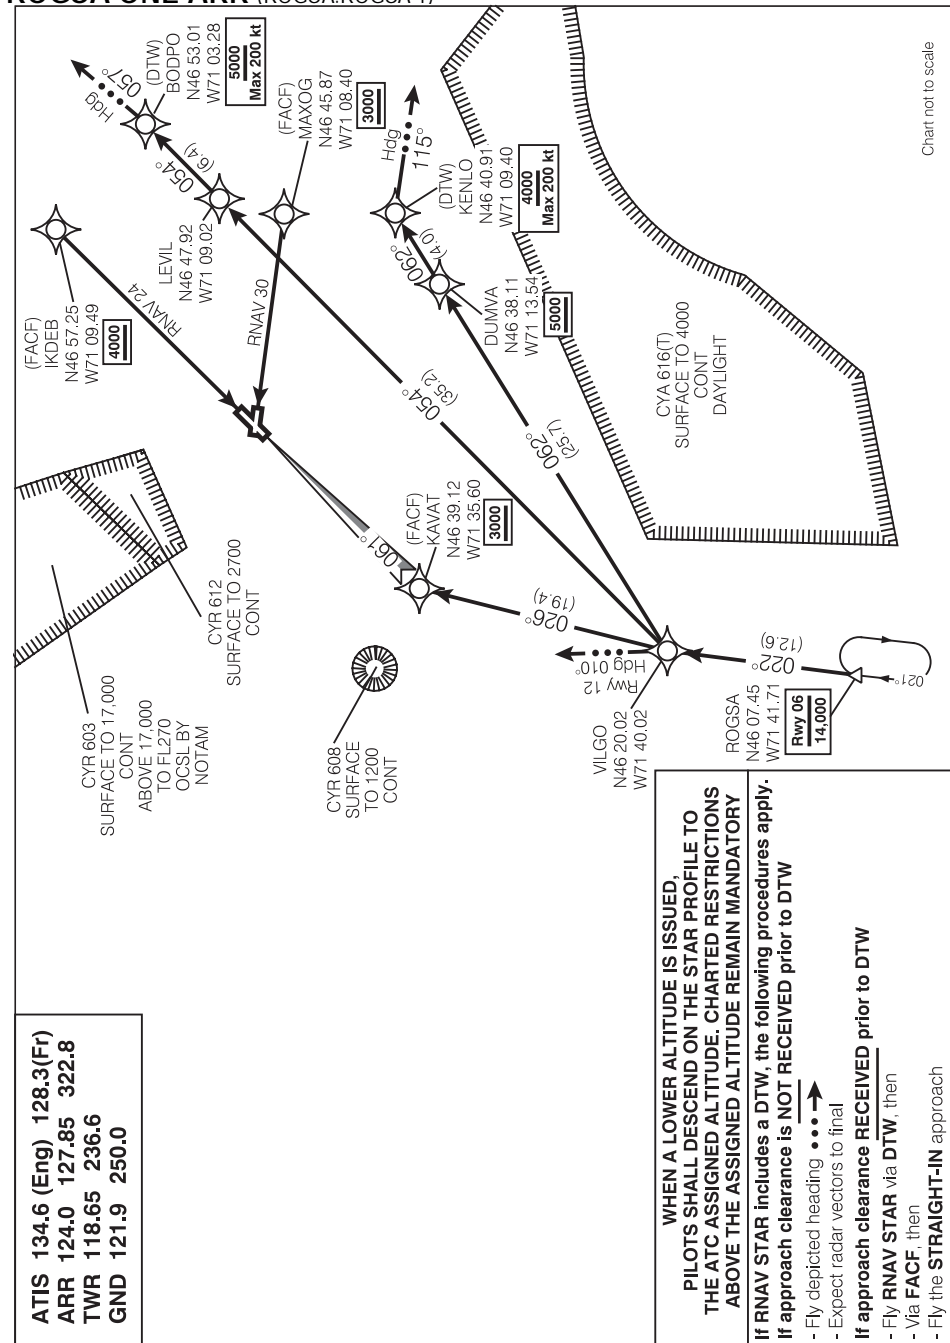 ROGSA ONE ARR (ROGSA.ROGSA 1)
ATIS 134.6 (Eng) 128.3(Fr)
ARR 124.0 127.85 322.8
TWR 118.65 236.6
GND 121.9 250.0
CYR 603
SURFACE TO 17,000
CONT
ABOVE 17,000
TO FL270
OCSL BY
NOTAM
CYR 612
SURFACE TO 2700
CONT
CYR 608
SURFACE
TO 1200
CONT
(FACF)
IKDEB
N46 57.25
W71 09.49
4000
RNAV 24
(DTW)
BODPO
N46 53.01
W71 03.28
5000
Max 200 kt
Hdg 057°
054°
(6.4)
LEVIL
N46 47.92
W71 09.02
(FACF)
MAXOG
N46 45.87
W71 08.40
3000
RNAV 30
Hdg 115°
(DTW)
KENLO
N46 40.91
W71 09.40
4000
Max 200 kt
062°
(4.0)
DUMVA
N46 38.11
W71 13.54
5000
054°
(35.2)
062°
(25.7)
061°
(FACF)
KAVAT
N46 39.12
W71 35.60
3000
026°
(19.4)
Rwy 12
Hdg 010°
VILGO
N46 20.02
W71 40.02
022°
(12.6)
ROGSA
N46 07.45
W71 41.71
Rwy 06
14,000
021°
CYA 616(T)
SURFACE TO 4000
CONT
DAYLIGHT
Chart not to scale
WHEN A LOWER ALTITUDE IS ISSUED,
PILOTS SHALL DESCEND ON THE STAR PROFILE TO
THE ATC ASSIGNED ALTITUDE. CHARTED RESTRICTIONS
ABOVE THE ASSIGNED ALTITUDE REMAIN MANDATORY
If RNAV STAR includes a DTW, the following procedures apply.
If approach clearance is NOT RECEIVED prior to DTW
- Fly depicted heading
- Expect radar vectors to final
If approach clearance RECEIVED prior to DTW
- Fly RNAV STAR via DTW, then
- Via FACF, then
- Fly the STRAIGHT-IN approach